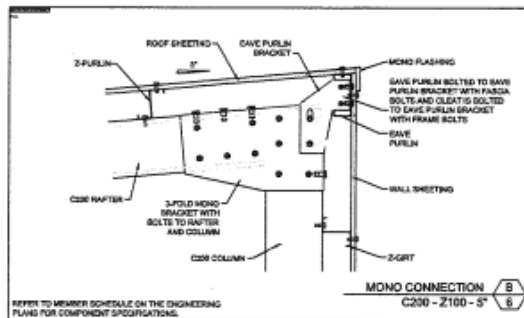 ROOF SHEETING
EAVE PURLIN
BRACKET
Z-PURLIN
5°
MONO FLASHING
EAVE PURLIN BOLTED TO EAVE
PURLIN BRACKET WITH FASCIA
BOLTS AND CLEAT IS BOLTED
TO EAVE PURLIN BRACKET
WITH FRAME BOLTS
EAVE
PURLIN
C200 RAFTER
3-FOLD MONO
BRACKET WITH
BOLTS TO RAFTER
AND COLUMN
WALL SHEETING
C200 COLUMN
Z-GIRT
REFER TO MEMBER SCHEDULE ON THE ENGINEERING
PLANS FOR COMPONENT SPECIFICATIONS.
MONO CONNECTION B
C200 - Z100 - 5° 6